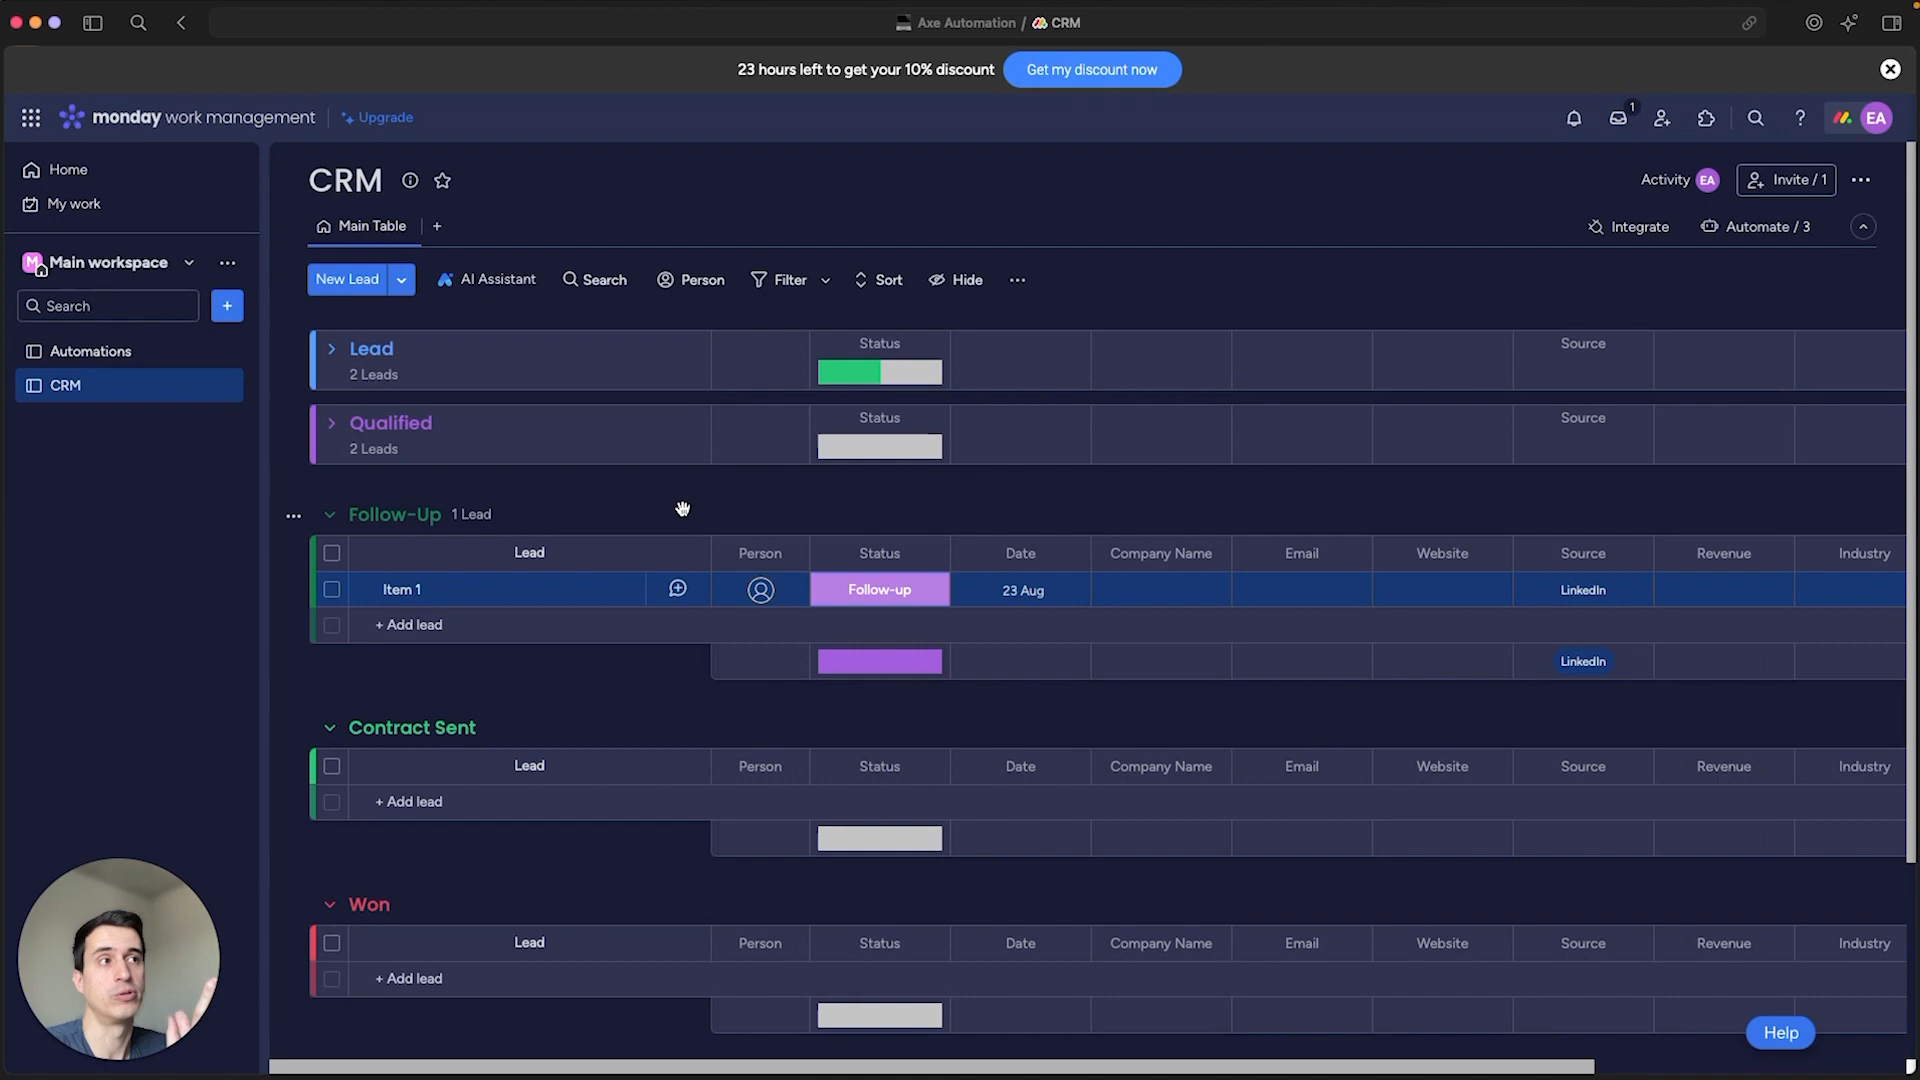 Axe Automation / CRM
23 hours left to get your 10% discount
Get my discount now
monday work management
Upgrade
1
EA
Home
My work
M Main workspace
Search
Automations
CRM
CRM
Activity EA
Invite / 1
Main Table
Integrate
Automate / 3
New Lead
AI Assistant
Search
Person
Filter
Sort
Hide
Lead
2 Leads
Status
Source
Qualified
2 Leads
Status
Source
Follow-Up 1 Lead
Lead Person Status Date Company Name Email Website Source Revenue Industry
Item 1 Follow-up 23 Aug LinkedIn
+ Add lead
LinkedIn
Contract Sent
Lead Person Status Date Company Name Email Website Source Revenue Industry
+ Add lead
Won
Lead Person Status Date Company Name Email Website Source Revenue Industry
+ Add lead
Help